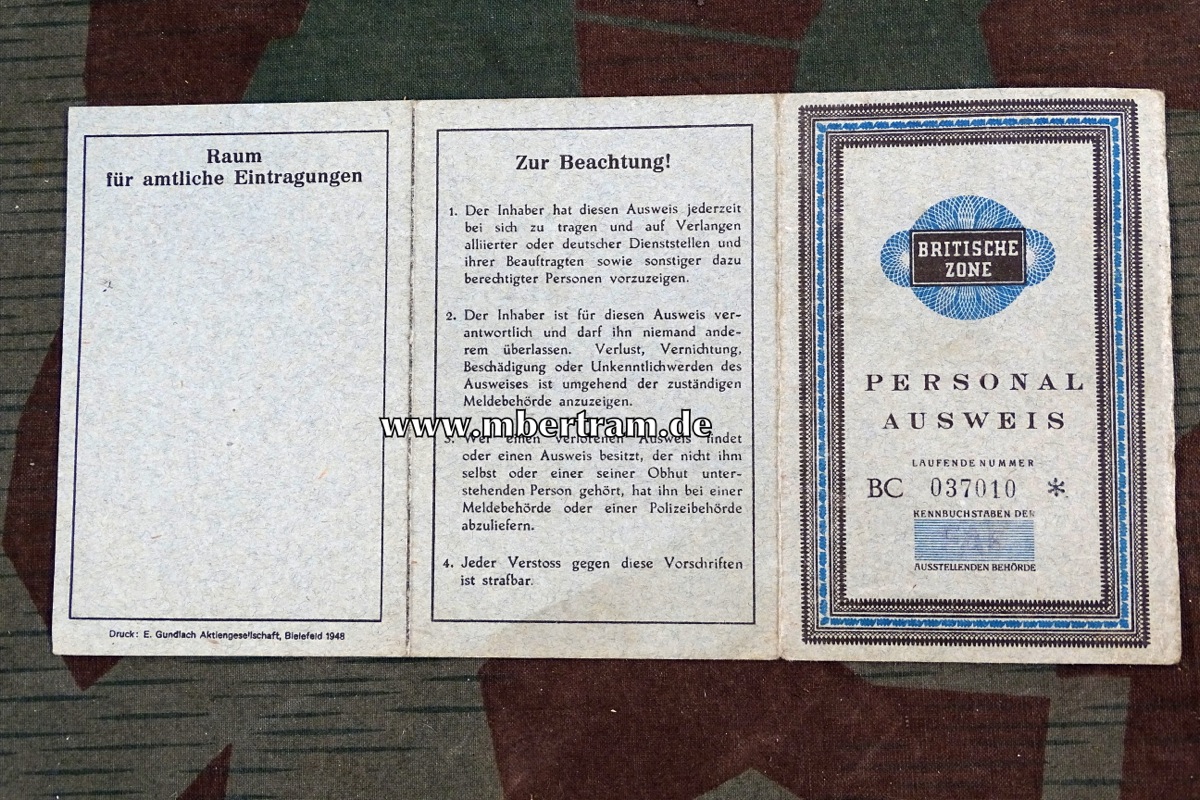 Raum
für amtliche Eintragungen
Druck: E. Gundlach Aktiengesellschaft, Bielefeld 1948
Zur Beachtung!
1. Der Inhaber hat diesen Ausweis jederzeit
bei sich zu tragen und auf Verlangen
alliierter oder deutscher Dienststellen und
ihrer Beauftragten sowie sonstiger dazu
berechtigter Personen vorzuzeigen.
2. Der Inhaber ist für diesen Ausweis ver-
antwortlich und darf ihn niemand ande-
rem überlassen. Verlust, Vernichtung,
Beschädigung oder Unkenntlichwerden des
Ausweises ist umgehend der zuständigen
Meldebehörde anzuzeigen.
www.mbertram.de
3. Wer einen verlorenen Ausweis findet
oder einen Ausweis besitzt, der nicht ihm
selbst oder einer seiner Obhut unter-
stehenden Person gehört, hat ihn bei einer
Meldebehörde oder einer Polizeibehörde
abzuliefern.
4. Jeder Verstoss gegen diese Vorschriften
ist strafbar.
BRITISCHE
ZONE
PERSONAL
AUSWEIS
LAUFENDE NUMMER
BC 037010 *
KENNBUCHSTABEN DER
AUSSTELLENDEN BEHÖRDE